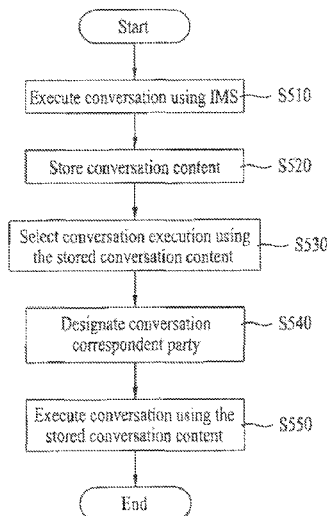 Start
Execute conversation using IMS
S510
Store conversation content
S520
Select conversation execution using
the stored conversation content
S530
Designate conversation
correspondent party
S540
Execute conversation using the
stored conversation content
S550
End